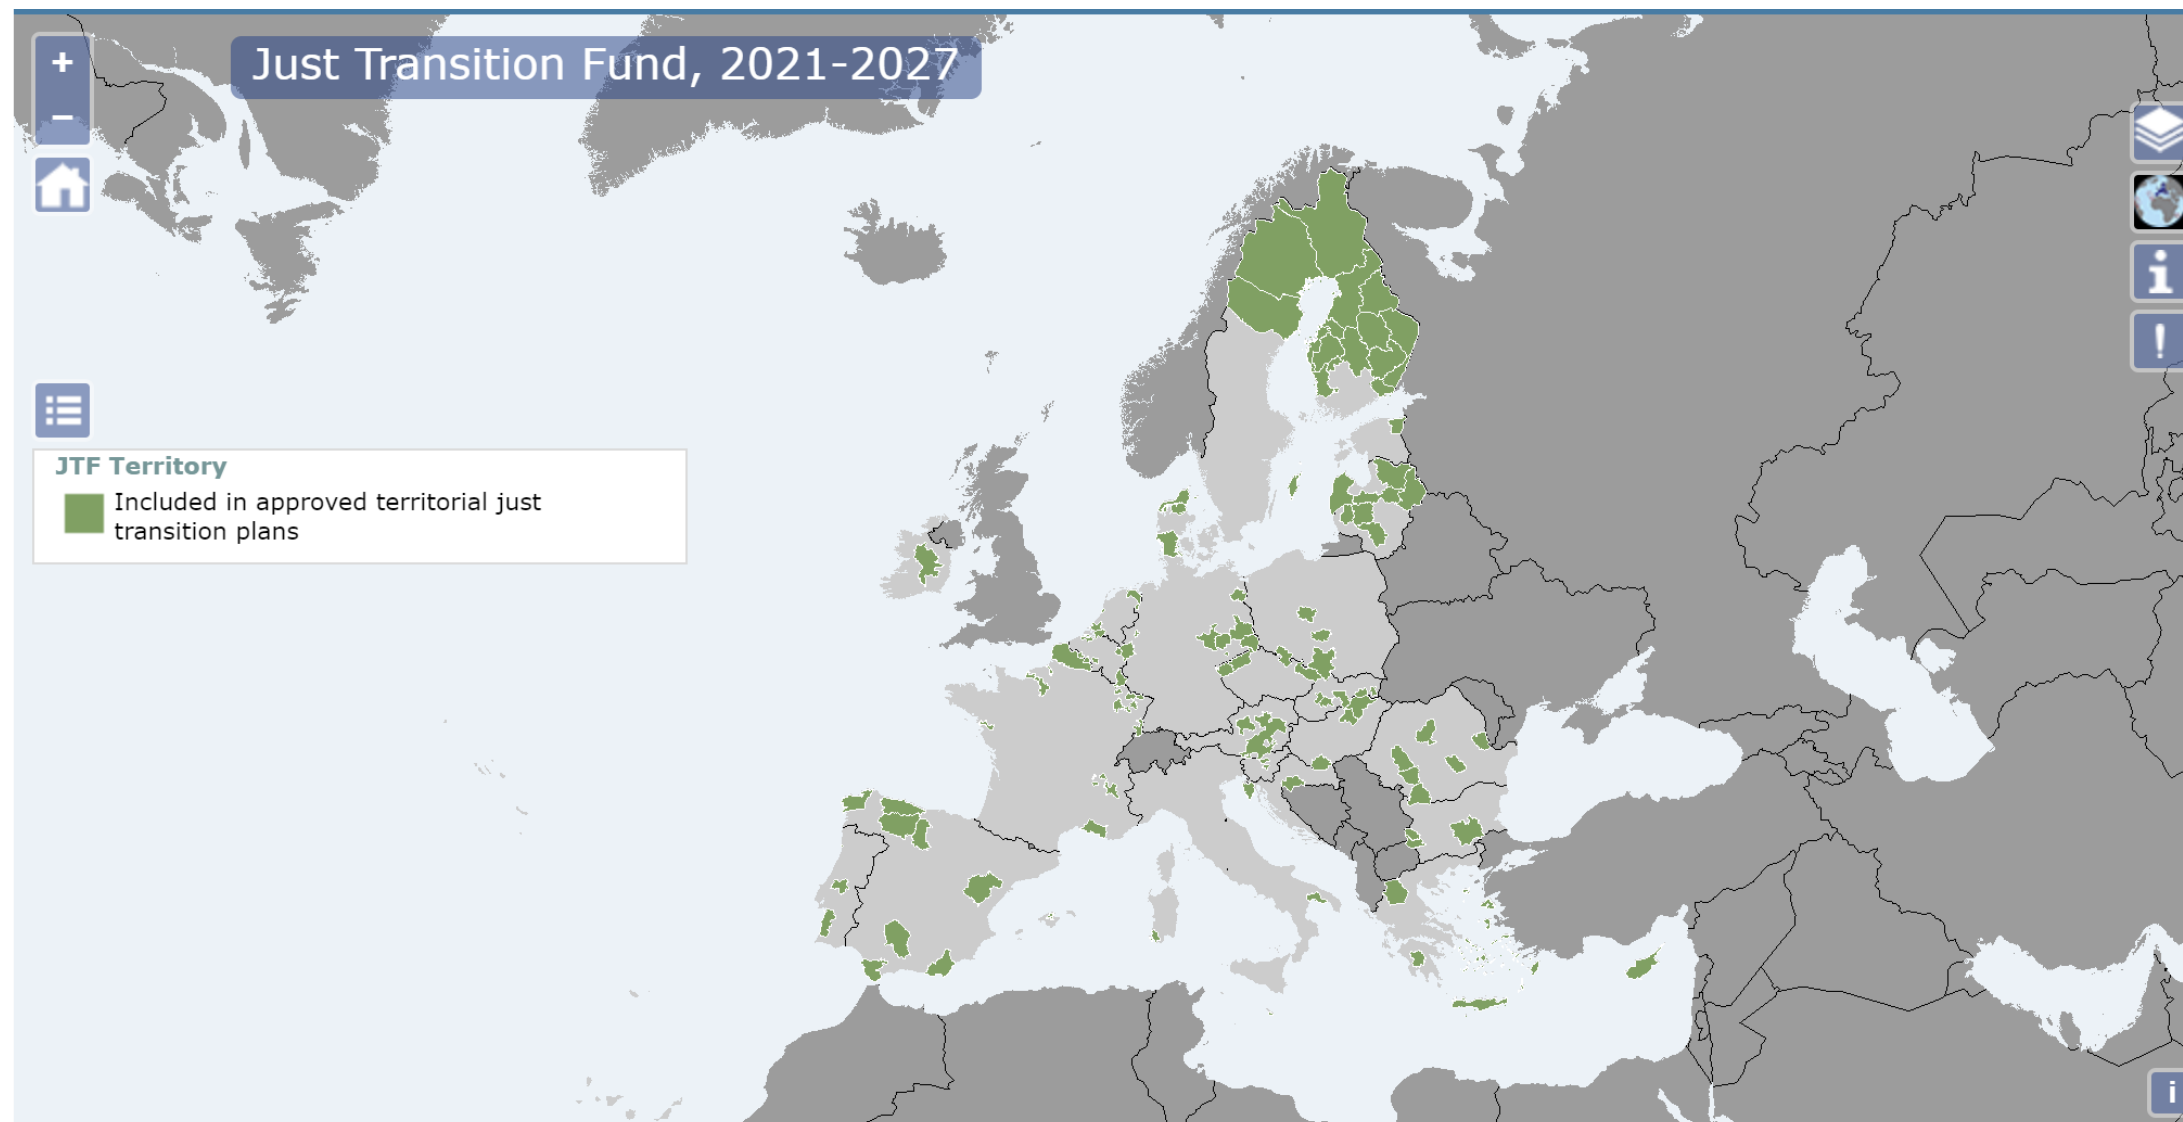 +
Just Transition Fund, 2021-2027
−
i
!
JTF Territory
Included in approved territorial just
transition plans
i